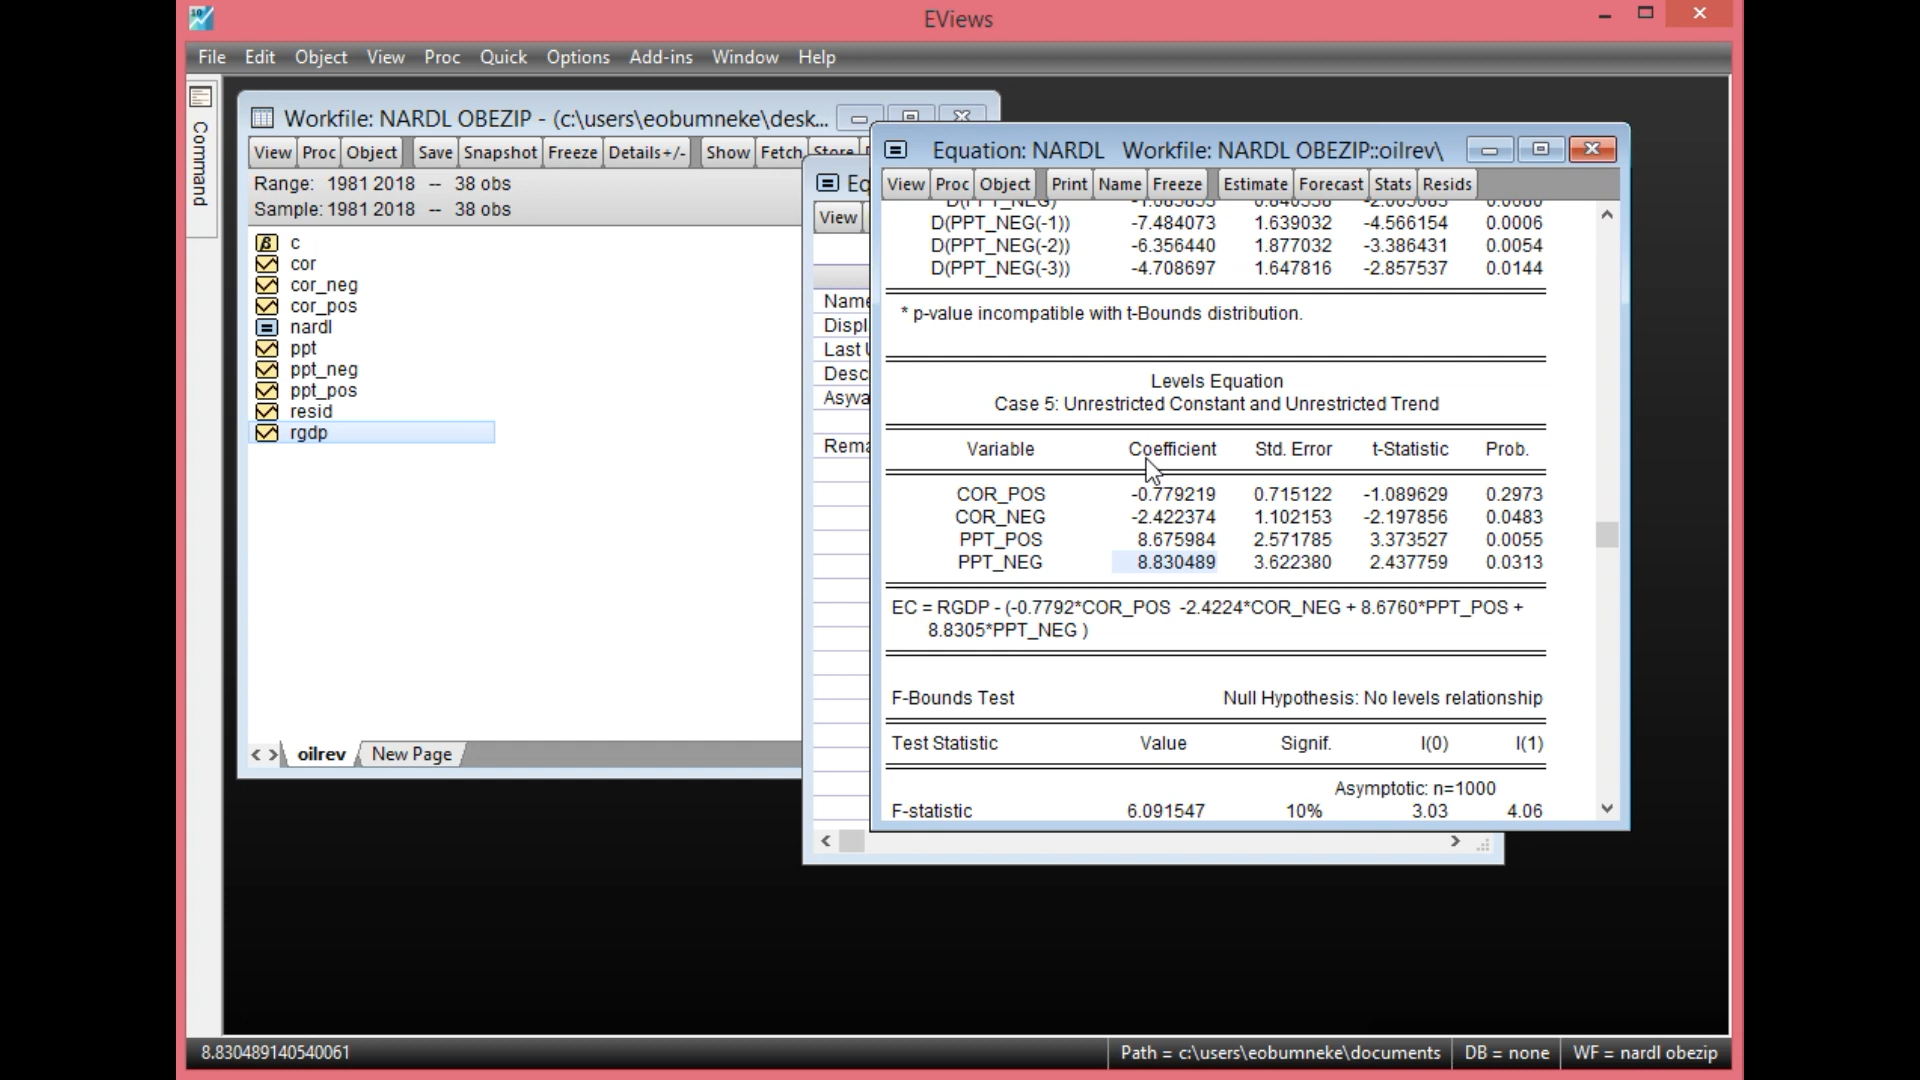 EViews
File Edit Object View Proc Quick Options Add-ins Window Help
Command
Workfile: NARDL OBEZIP - (c:\users\eobumneke\desk...
View Proc Object Save Snapshot Freeze Details+/- Show Fetch Store
Range: 1981 2018 -- 38 obs
Sample: 1981 2018 -- 38 obs
c
cor
cor_neg
cor_pos
nardl
ppt
ppt_neg
ppt_pos
resid
rgdp
oilrev New Page
Eq
View
Name
Displ
Last U
Desc
Asyva
Rema
Equation: NARDL Workfile: NARDL OBEZIP::oilrev\
View Proc Object Print Name Freeze Estimate Forecast Stats Resids
D(PPT_NEG(-1)) -7.484073 1.639032 -4.566154 0.0006
D(PPT_NEG(-2)) -6.356440 1.877032 -3.386431 0.0054
D(PPT_NEG(-3)) -4.708697 1.647816 -2.857537 0.0144
* p-value incompatible with t-Bounds distribution.
Levels Equation
Case 5: Unrestricted Constant and Unrestricted Trend
Variable Coefficient Std. Error t-Statistic Prob.
COR_POS -0.779219 0.715122 -1.089629 0.2973
COR_NEG -2.422374 1.102153 -2.197856 0.0483
PPT_POS 8.675984 2.571785 3.373527 0.0055
PPT_NEG 8.830489 3.622380 2.437759 0.0313
EC = RGDP - (-0.7792*COR_POS -2.4224*COR_NEG + 8.6760*PPT_POS +
8.8305*PPT_NEG )
F-Bounds Test Null Hypothesis: No levels relationship
Test Statistic Value Signif. I(0) I(1)
Asymptotic: n=1000
F-statistic 6.091547 10% 3.03 4.06
8.830489140540061 Path = c:\users\eobumneke\documents DB = none WF = nardl obezip